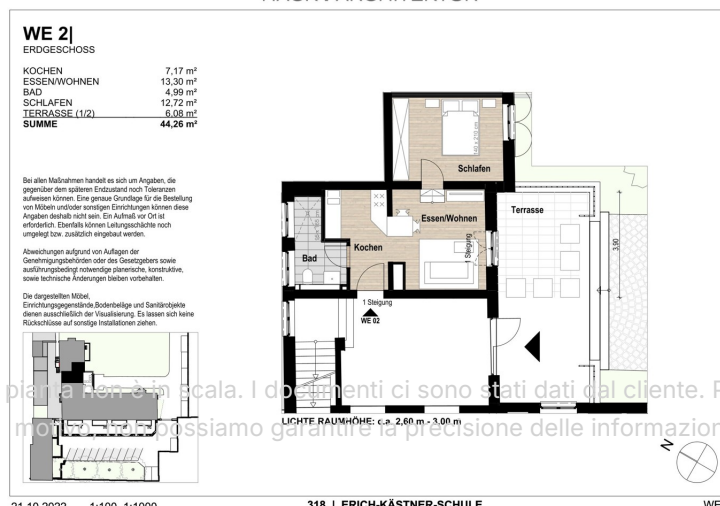 WE 2|
ERDGESCHOSS
KOCHEN 7,17 m²
ESSEN/WOHNEN 13,30 m²
BAD 4,99 m²
SCHLAFEN 12,72 m²
TERRASSE (1/2) 6,08 m²
SUMME 44,26 m²
Bei allen Maßnahmen handelt es sich um Angaben, die
gegenüber dem späteren Endzustand noch Toleranzen
aufweisen können. Eine genaue Grundlage für die Bestellung
von Möbeln und/oder sonstigen Einrichtungen können diese
Angaben deshalb nicht sein. Ein Aufmaß vor Ort ist
erforderlich. Ebenfalls können Leitungsschächte noch
umgelegt bzw. zusätzlich eingebaut werden.
Abweichungen aufgrund von Auflagen der
Genehmigungsbehörden oder des Gesetzgebers sowie
ausführungsbedingt notwendige planerische, konstruktive,
sowie technische Änderungen bleiben vorbehalten.
Die dargestellten Möbel,
Einrichtungsgegenstände,Bodenbeläge und Sanitärobjekte
dienen ausschließlich der Visualisierung. Es lassen sich keine
Rückschlüsse auf sonstige Installationen ziehen.
Schlafen
Essen/Wohnen
Terrasse
Kochen
Bad
1 Steigung
3,90
1 Steigung
WE 02
pianta non è in scala. I documenti ci sono stati dati dal cliente. P
motivo, non possiamo garantire la precisione delle informazion
LICHTE RAUMHÖHE: c.a. 2,60 m - 3,00 m
N
318 | ERICH-KÄSTNER-SCHULE
WE